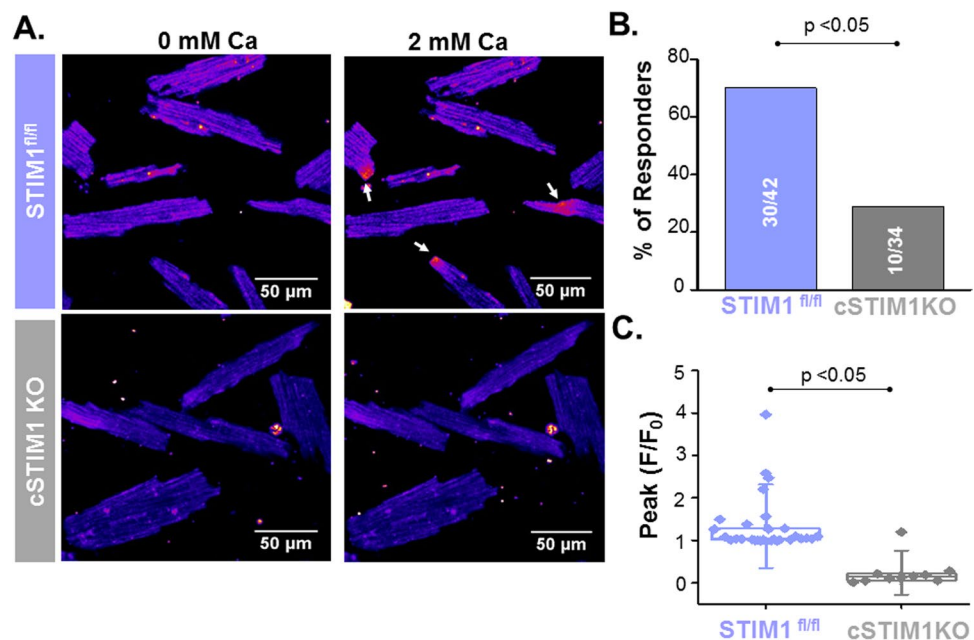 A.
0 mM Ca
2 mM Ca
STIM1fl/fl
50 µm
50 µm
cSTIM1 KO
50 µm
50 µm
B.
p <0.05
% of Responders
80
60
40
20
0
30/42
10/34
STIM1 fl/fl
cSTIM1KO
C.
p <0.05
Peak (F/F0)
5
4
3
2
1
0
STIM1 fl/fl
cSTIM1KO